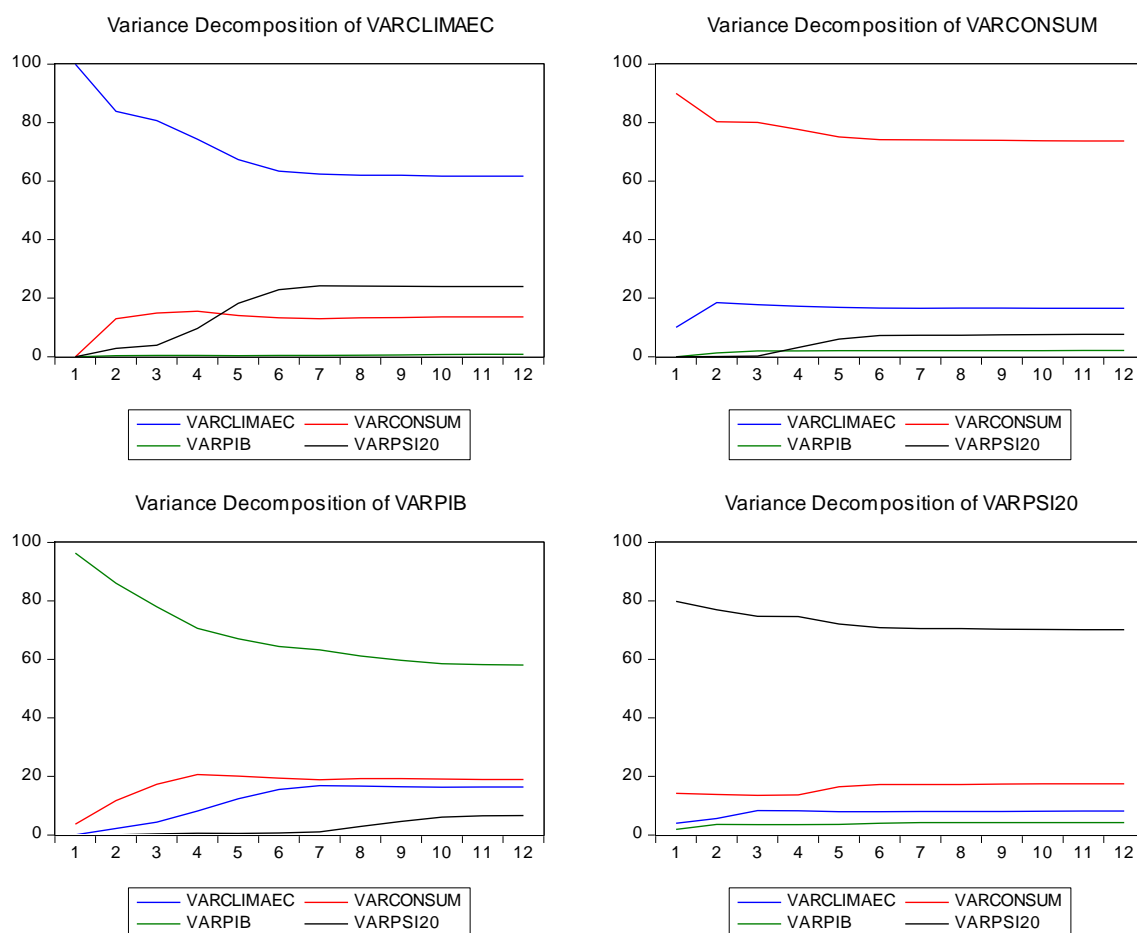 Variance Decomposition of VARCLIMAEC
100
80
60
40
20
0
1 2 3 4 5 6 7 8 9 10 11 12
VARCLIMAEC VARCONSUM
VARPIB VARPSI20
Variance Decomposition of VARCONSUM
100
80
60
40
20
0
1 2 3 4 5 6 7 8 9 10 11 12
VARCLIMAEC VARCONSUM
VARPIB VARPSI20
Variance Decomposition of VARPIB
100
80
60
40
20
0
1 2 3 4 5 6 7 8 9 10 11 12
VARCLIMAEC VARCONSUM
VARPIB VARPSI20
Variance Decomposition of VARPSI20
100
80
60
40
20
0
1 2 3 4 5 6 7 8 9 10 11 12
VARCLIMAEC VARCONSUM
VARPIB VARPSI20